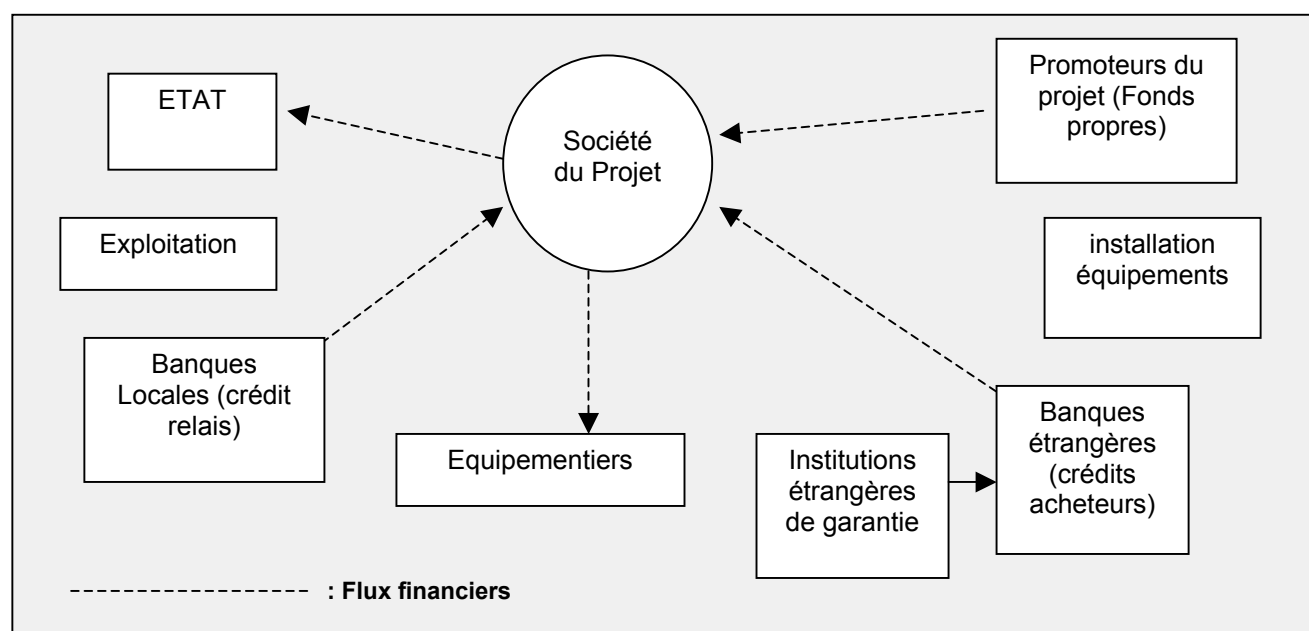 ETAT
Société
du Projet
Promoteurs du
projet (Fonds
propres)
Exploitation
installation
équipements
Banques
Locales (crédit
relais)
Equipementiers
Institutions
étrangères
de garantie
Banques
étrangères
(crédits
acheteurs)
: Flux financiers